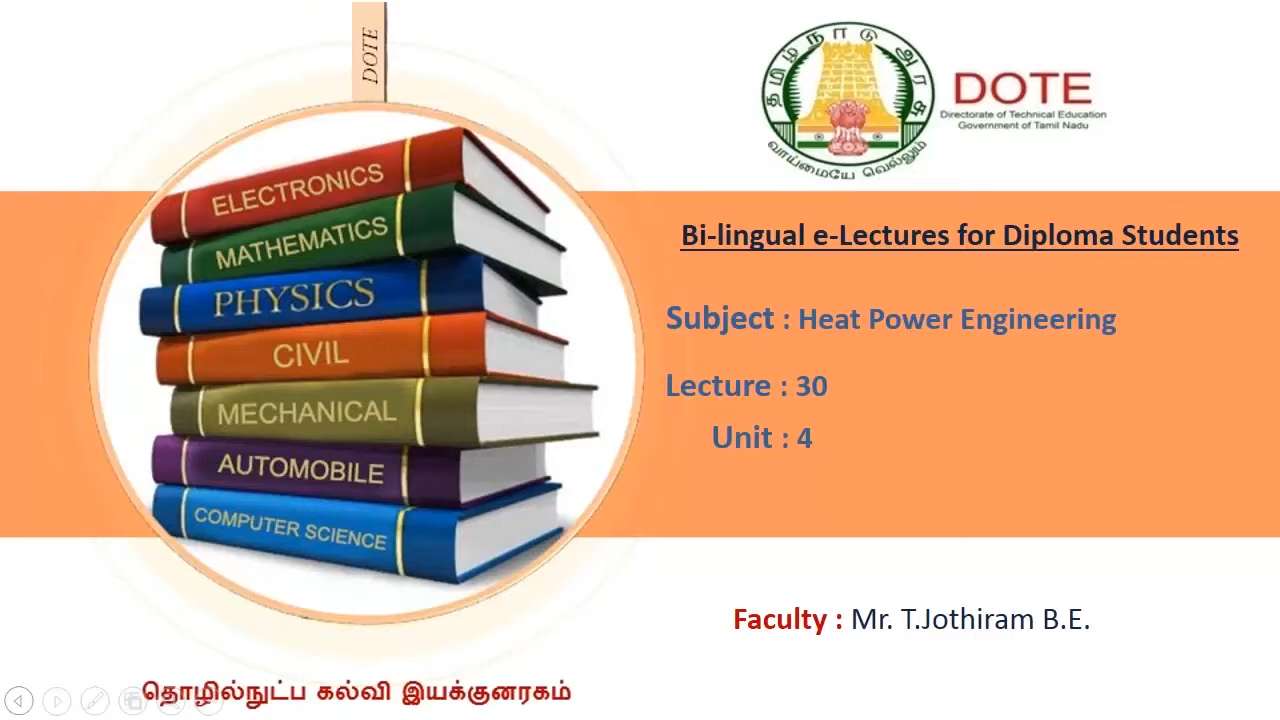 DOTE
ELECTRONICS
MATHEMATICS
PHYSICS
CIVIL
MECHANICAL
AUTOMOBILE
COMPUTER SCIENCE
தமிழ்நாடு அரசு
வாய்மையே வெல்லும்
DOTE
Directorate of Technical Education
Government of Tamil Nadu
Bi-lingual e-Lectures for Diploma Students
Subject : Heat Power Engineering
Lecture : 30
Unit : 4
Faculty : Mr. T.Jothiram B.E.
தொழில்நுட்ப கல்வி இயக்குனரகம்